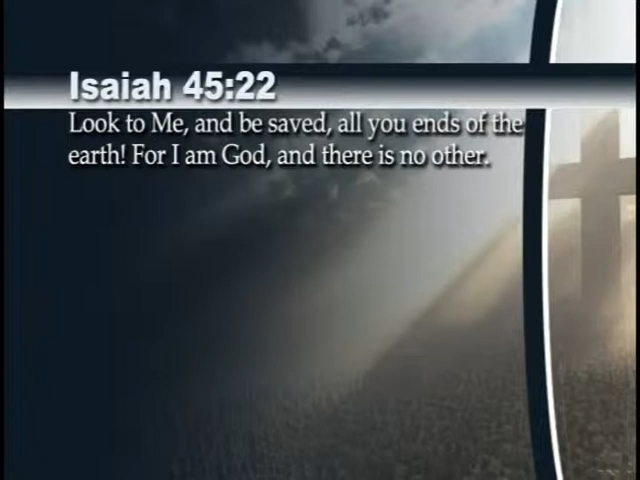 Isaiah 45:22
Look to Me, and be saved, all you ends of the
earth! For I am God, and there is no other.